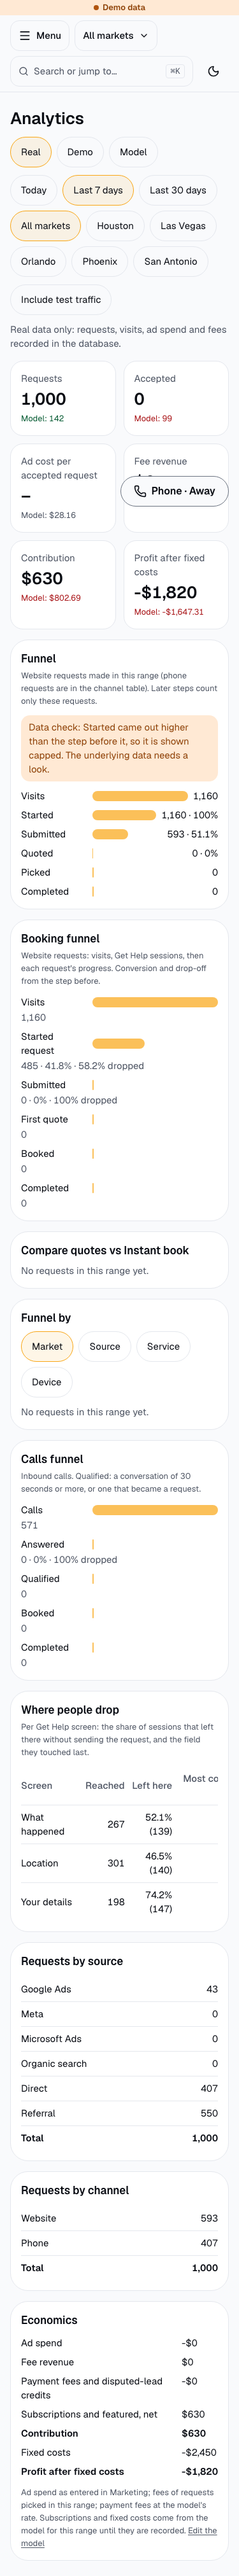 Demo data
Menu
All markets
Search or jump to...
⌘K
Analytics
Real
Demo
Model
Today
Last 7 days
Last 30 days
All markets
Houston
Las Vegas
Orlando
Phoenix
San Antonio
Include test traffic
Real data only: requests, visits, ad spend and fees
recorded in the database.
Requests
1,000
Model: 142
Accepted
0
Model: 99
Ad cost per
accepted request
–
Model: $28.16
Fee revenue
Phone · Away
Contribution
$630
Model: $802.69
Profit after fixed
costs
-$1,820
Model: -$1,647.31
Funnel
Website requests made in this range (phone
requests are in the channel table). Later steps count
only these requests.
Data check: Started came out higher
than the step before it, so it is shown
capped. The underlying data needs a
look.
Visits 1,160
Started 1,160 · 100%
Submitted 593 · 51.1%
Quoted 0 · 0%
Picked 0
Completed 0
Booking funnel
Website requests: visits, Get Help sessions, then
each request's progress. Conversion and drop-off
from the step before.
Visits
1,160
Started
request
485 · 41.8% · 58.2% dropped
Submitted
0 · 0% · 100% dropped
First quote
0
Booked
0
Completed
0
Compare quotes vs Instant book
No requests in this range yet.
Funnel by
Market
Source
Service
Device
No requests in this range yet.
Calls funnel
Inbound calls. Qualified: a conversation of 30
seconds or more, or one that became a request.
Calls
571
Answered
0 · 0% · 100% dropped
Qualified
0
Booked
0
Completed
0
Where people drop
Per Get Help screen: the share of sessions that left
there without sending the request, and the field
they touched last.
Screen Reached Left here Most co
What
happened 267 52.1%
(139)
Location 301 46.5%
(140)
Your details 198 74.2%
(147)
Requests by source
Google Ads 43
Meta 0
Microsoft Ads 0
Organic search 0
Direct 407
Referral 550
Total 1,000
Requests by channel
Website 593
Phone 407
Total 1,000
Economics
Ad spend -$0
Fee revenue $0
Payment fees and disputed-lead
credits -$0
Subscriptions and featured, net $630
Contribution $630
Fixed costs -$2,450
Profit after fixed costs -$1,820
Ad spend as entered in Marketing; fees of requests
picked in this range; payment fees at the model's
rate. Subscriptions and fixed costs come from the
model for this range until they are recorded. Edit the
model